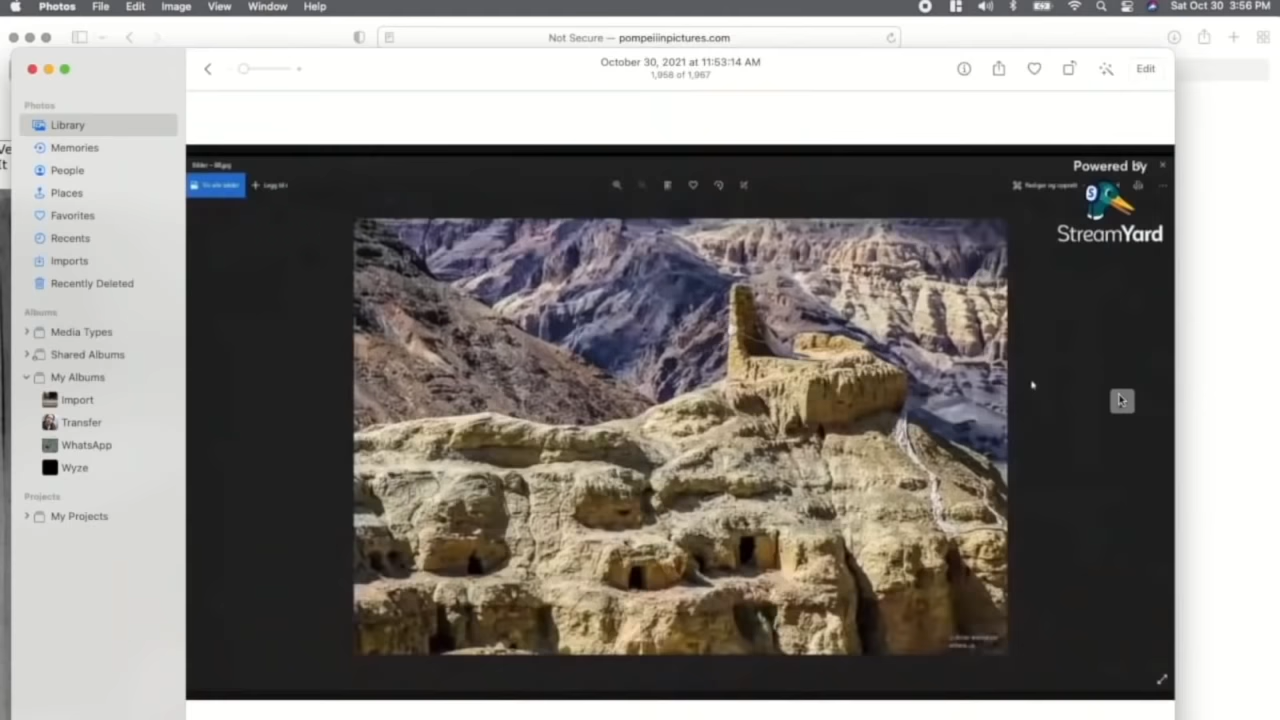 Photos File Edit Image View Window Help
Sat Oct 30 3:56 PM
Not Secure — pompeiiinpictures.com
October 30, 2021 at 11:53:14 AM
1,958 of 1,967
Edit
Photos
Library
Memories
People
Places
Favorites
Recents
Imports
Recently Deleted
Albums
Media Types
Shared Albums
My Albums
Import
Transfer
WhatsApp
Wyze
Projects
My Projects
Powered by
S
StreamYard
It